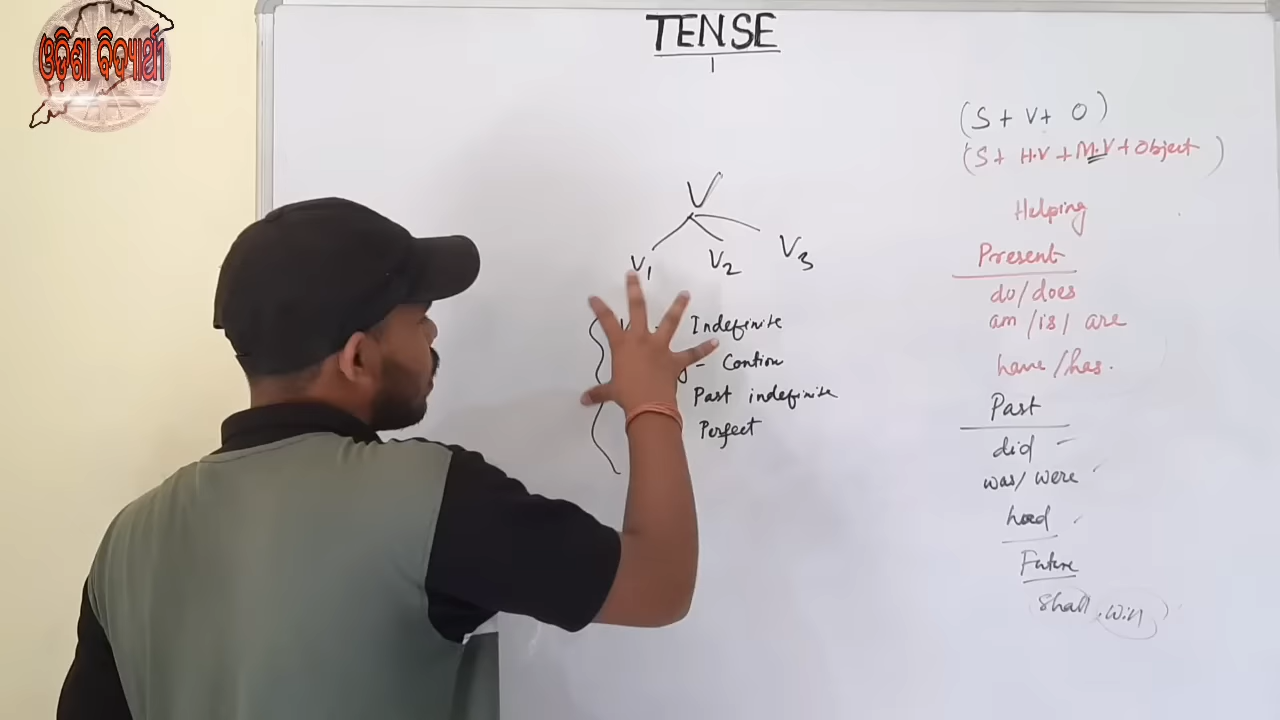 ଓଡ଼ିଶା ବିଦ୍ୟାର୍ଥୀ
TENSE
(S + V + O)
(S + H.V + M.V + Object)
V
V1 V2 V3
Helping
Present
do/does
am /is/ are
have/has.
Indefinite
- Contion
Past indefinite
Perfect
Past
did
was/were
had
Future
shall, will